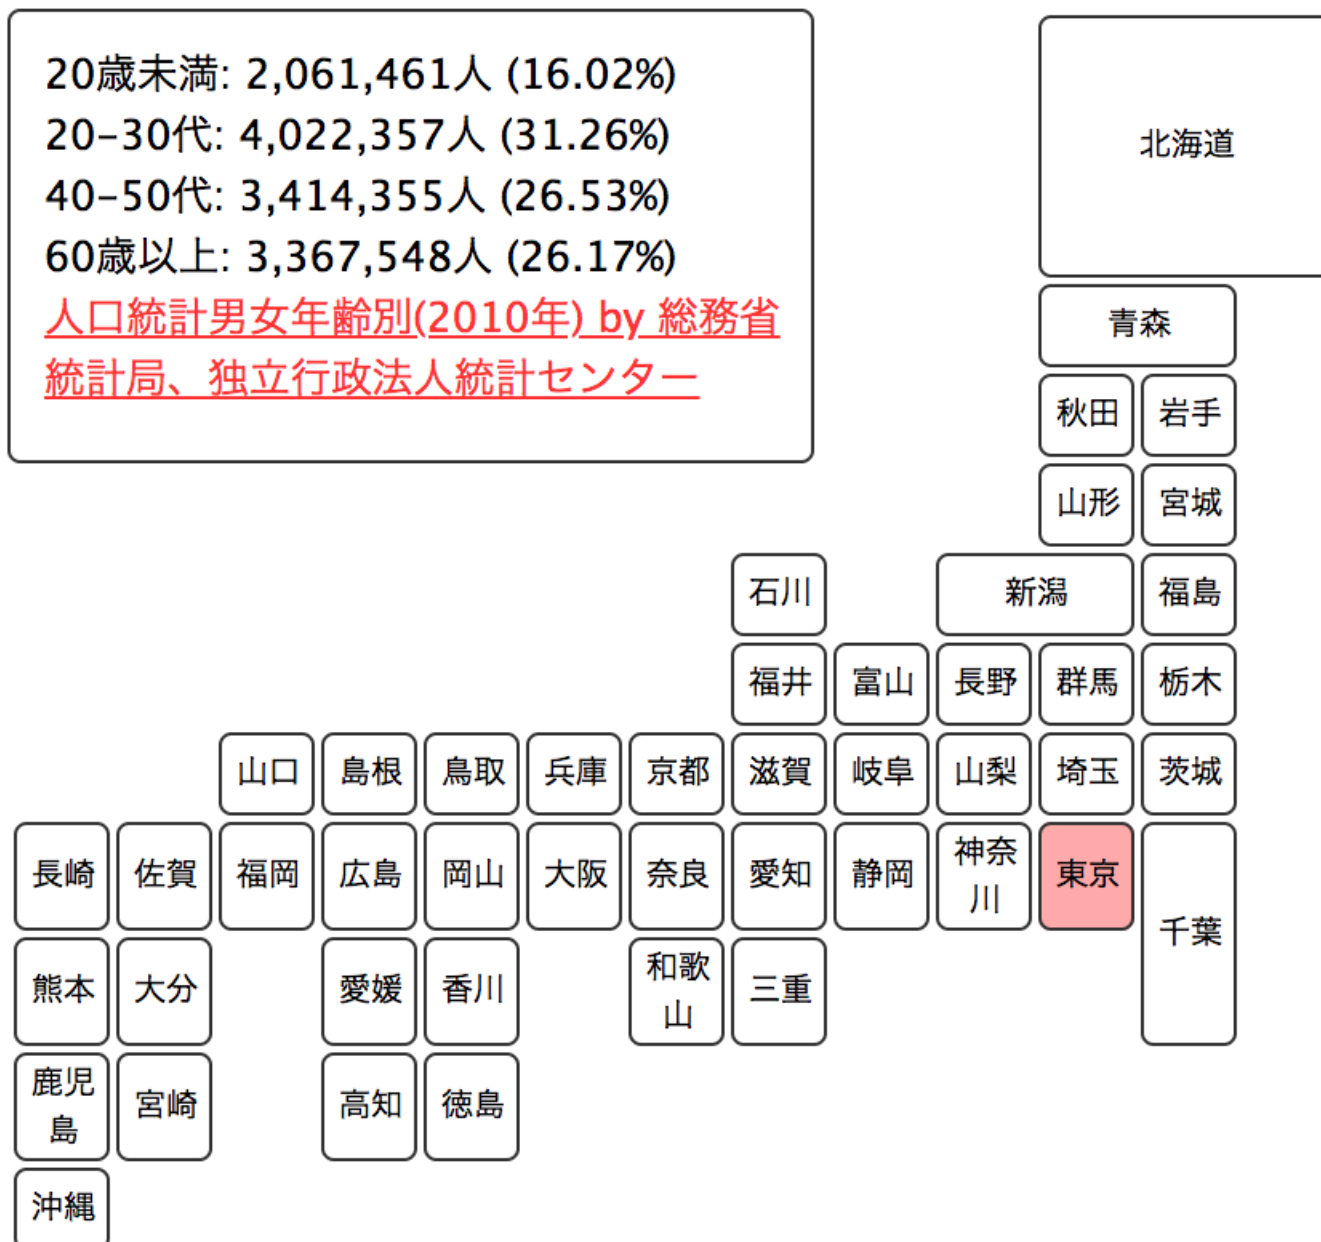 20歳未満: 2,061,461人 (16.02%)
20–30代: 4,022,357人 (31.26%)
40–50代: 3,414,355人 (26.53%)
60歳以上: 3,367,548人 (26.17%)
人口統計男女年齢別(2010年) by 総務省
統計局、独立行政法人統計センター
北海道
青森
秋田 岩手
山形 宮城
石川 新潟 福島
福井 富山 長野 群馬 栃木
山口 島根 鳥取 兵庫 京都 滋賀 岐阜 山梨 埼玉 茨城
長崎 佐賀 福岡 広島 岡山 大阪 奈良 愛知 静岡 神奈川 東京 千葉
熊本 大分 愛媛 香川 和歌山 三重
鹿児島 宮崎 高知 徳島
沖縄